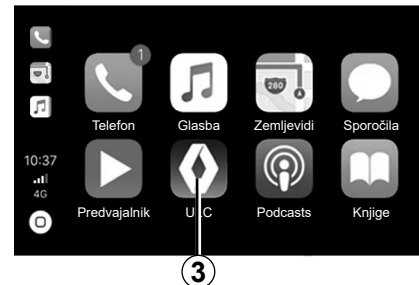 1
280
Telefon Glasba Zemljevidi Sporočila
10:37
4G
Predvajalnik Podcasts Knjige
3